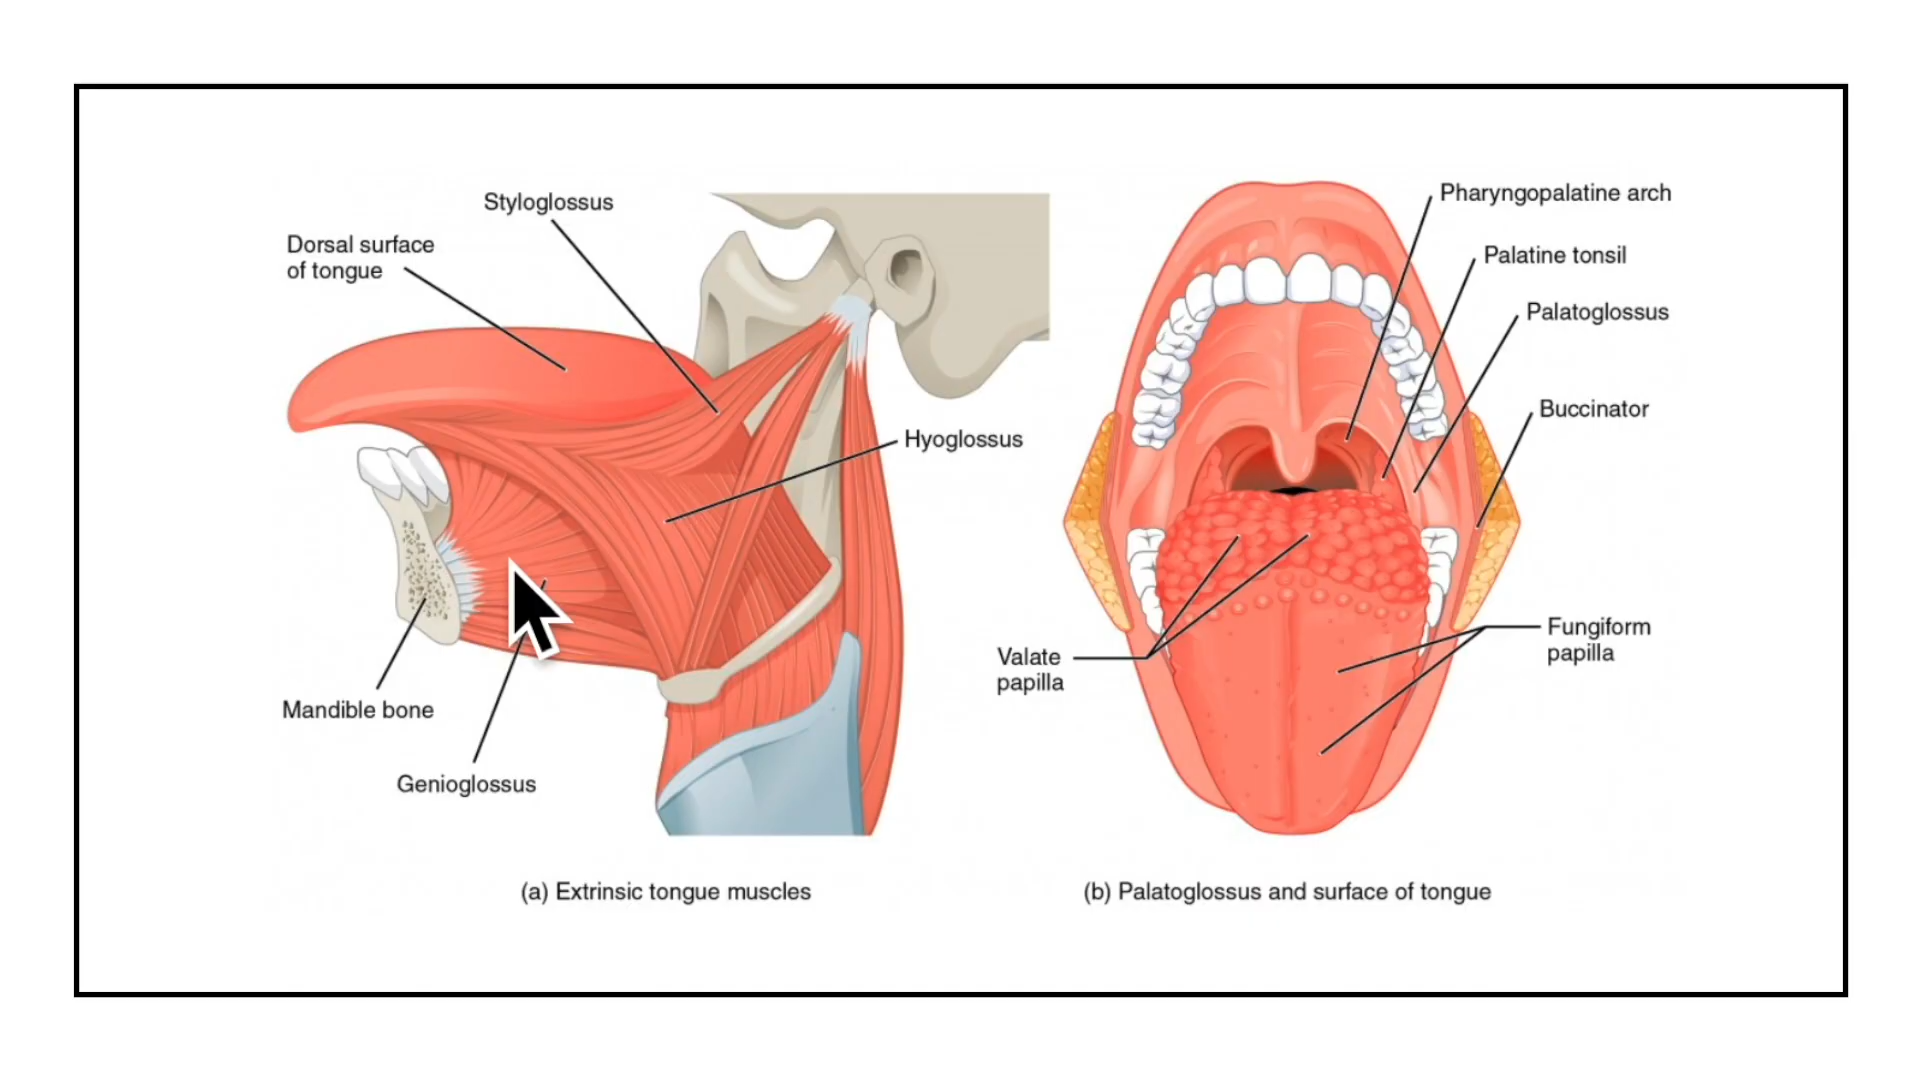 Styloglossus
Dorsal surface
of tongue
Hyoglossus
Mandible bone
Genioglossus
(a) Extrinsic tongue muscles
Pharyngopalatine arch
Palatine tonsil
Palatoglossus
Buccinator
Valate
papilla
Fungiform
papilla
(b) Palatoglossus and surface of tongue